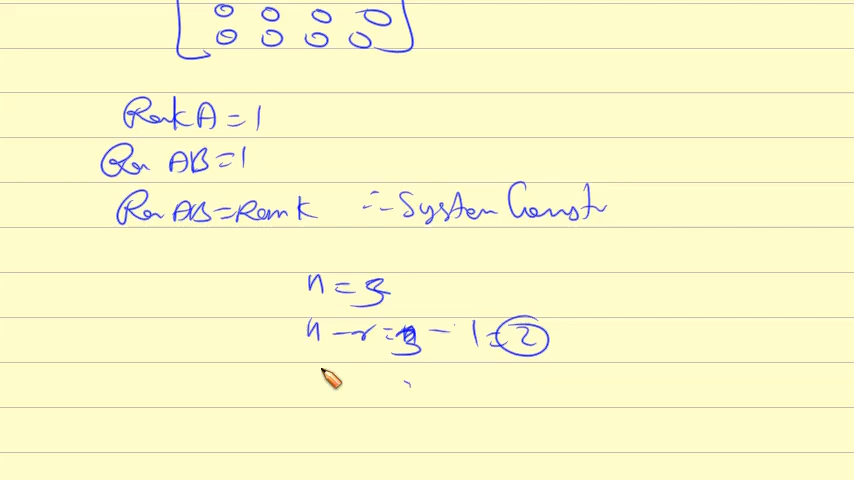 0 0 0 0
0 0 0 0
Rank A = 1
Ran AB = 1
Ran AB = Rank ∴ System Const
n = 3
n - r = 3 - 1 = 2